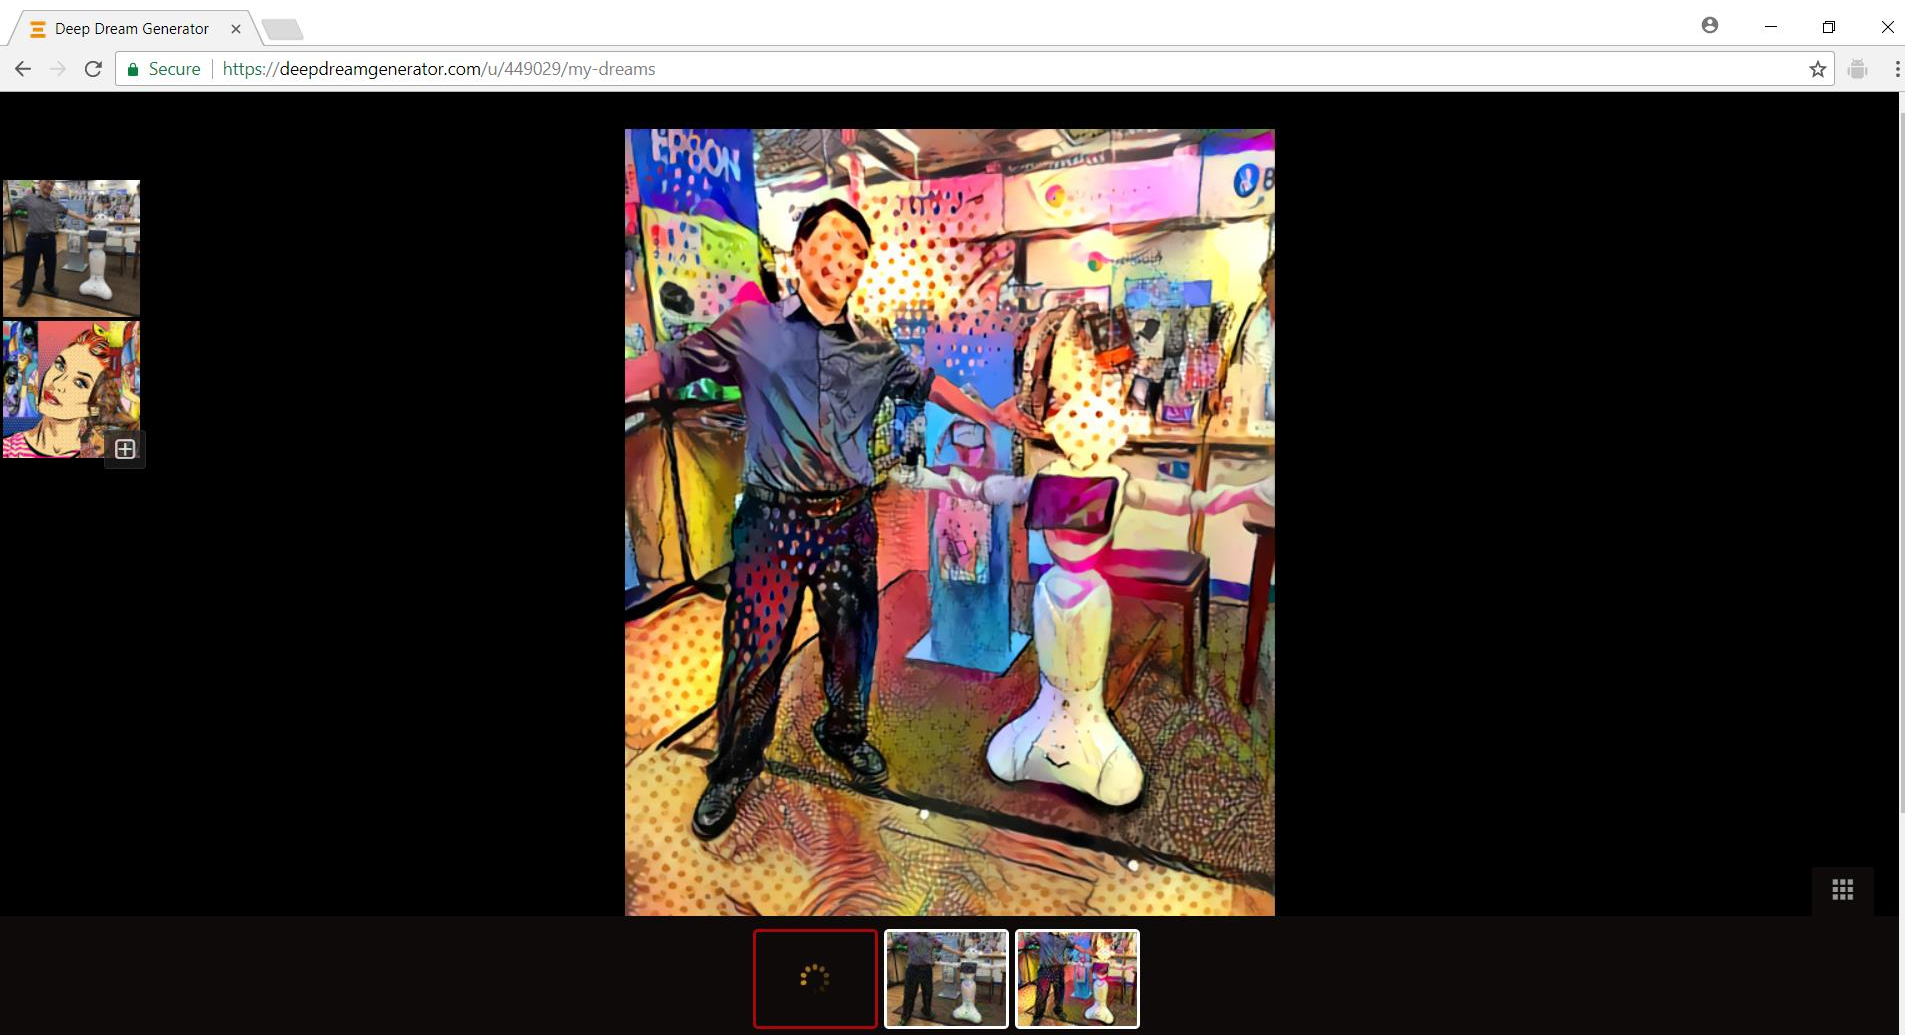 Deep Dream Generator
Secure
https://deepdreamgenerator.com/u/449029/my-dreams
EPSON
B